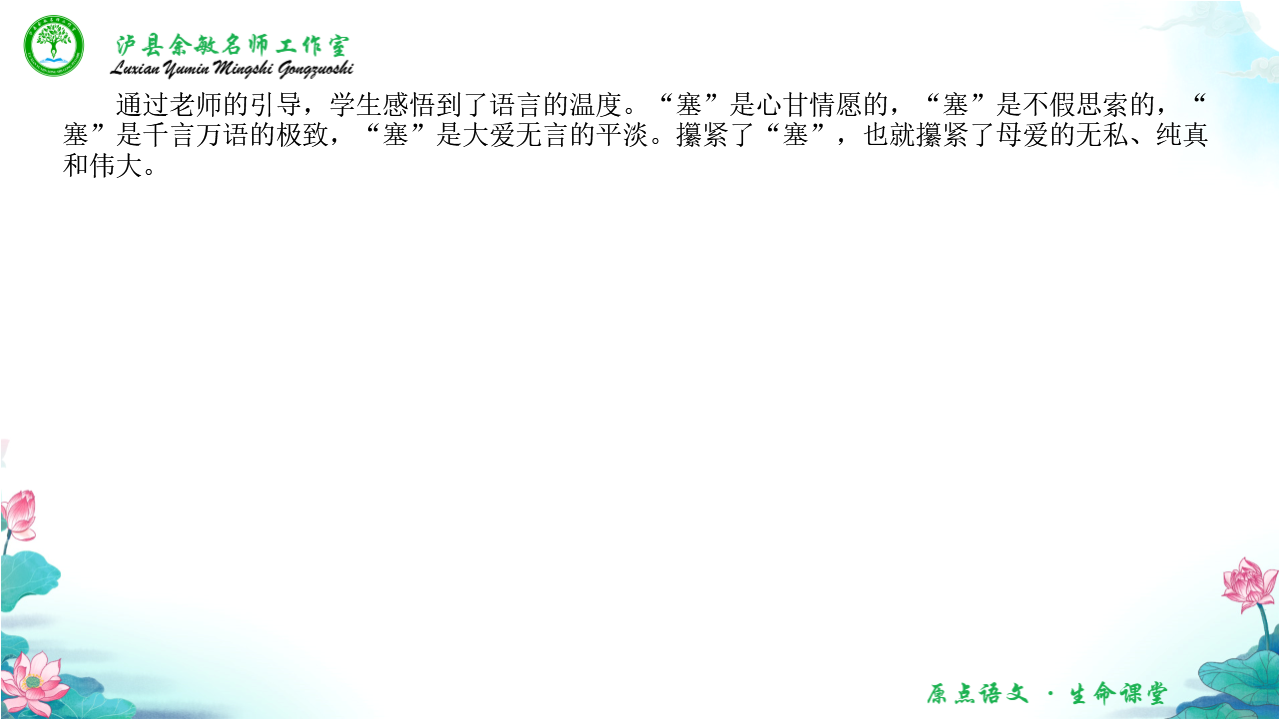 泸县余敏名师工作室
Luxian Yumin Mingshi Gongzuoshi
通过老师的引导，学生感悟到了语言的温度。“塞”是心甘情愿的，“塞”是不假思索的，“
塞”是千言万语的极致，“塞”是大爱无言的平淡。攥紧了“塞”，也就攥紧了母爱的无私、纯真
和伟大。
原点语文 · 生命课堂